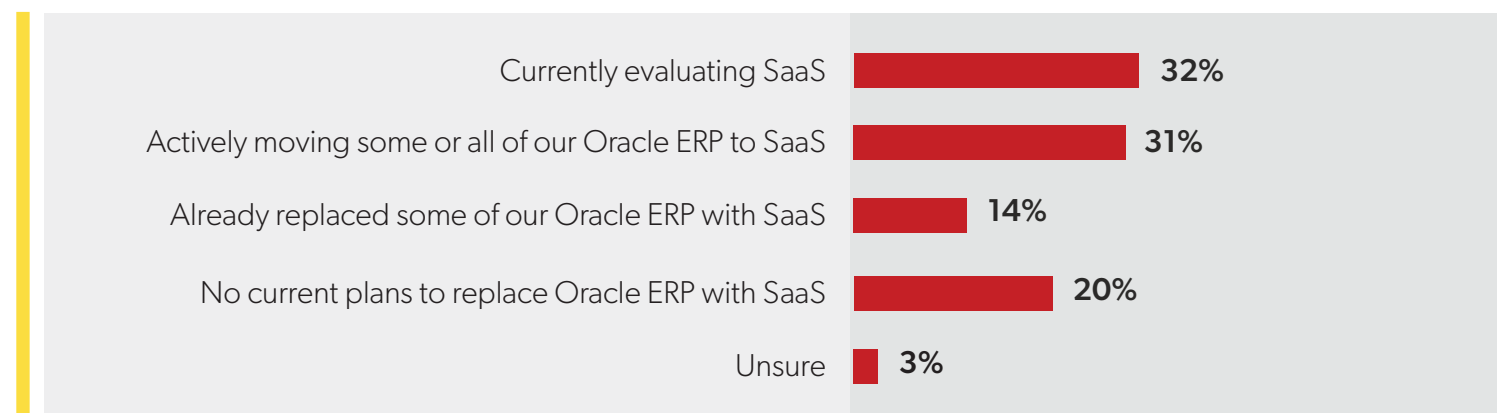 Currently evaluating SaaS 32%
Actively moving some or all of our Oracle ERP to SaaS 31%
Already replaced some of our Oracle ERP with SaaS 14%
No current plans to replace Oracle ERP with SaaS 20%
Unsure 3%